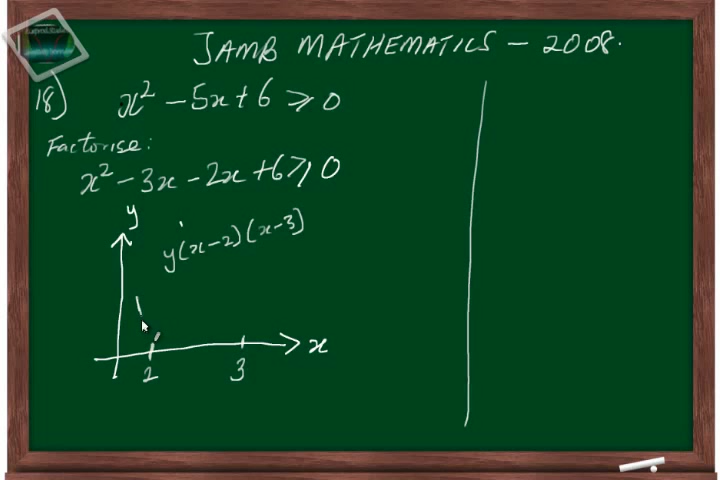 JAMB MATHEMATICS - 2008.
18) x² - 5x + 6 ≥ 0
Factorise:
x² - 3x - 2x + 6 ≥ 0
y
y(x-2)(x-3)
x
2 3